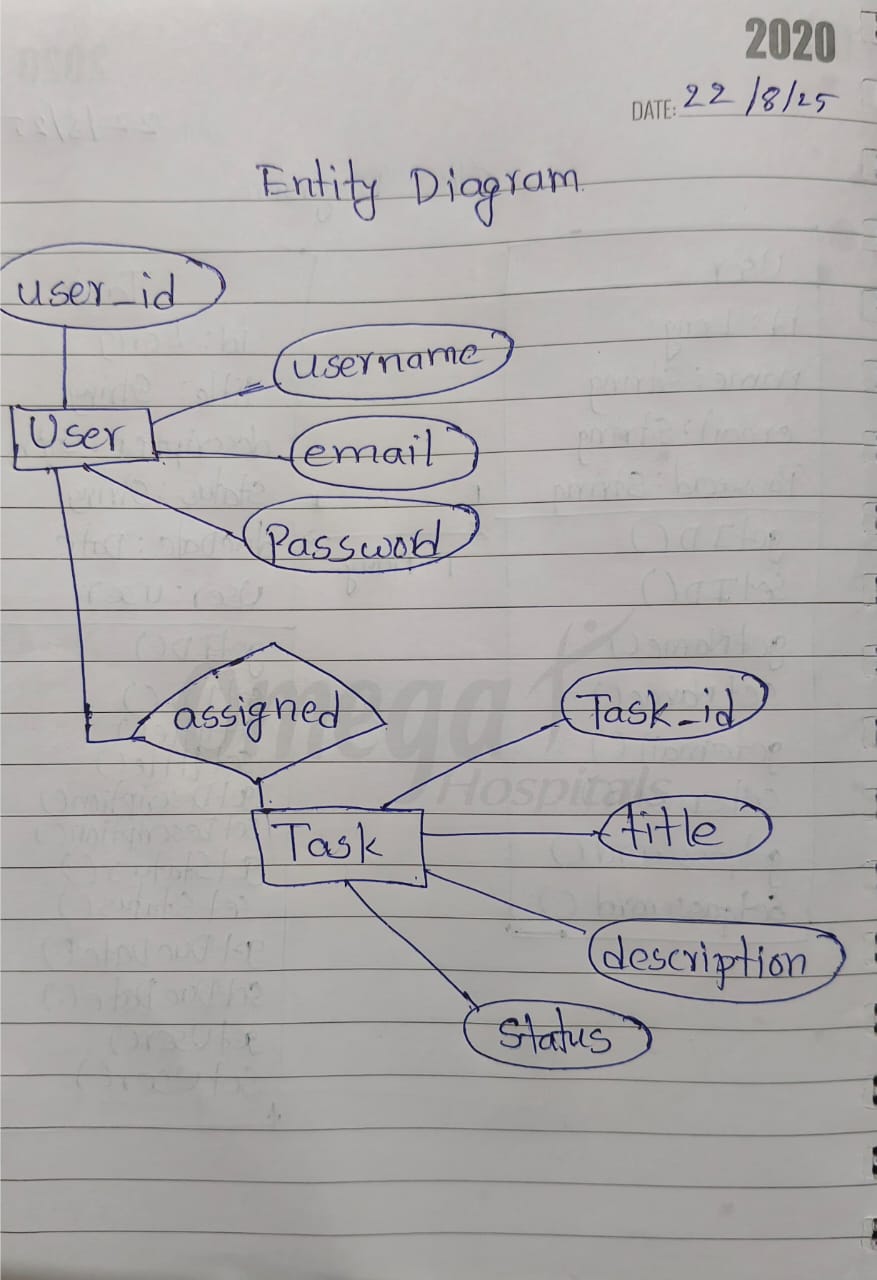 2020
DATE: 22/8/25
Entity Diagram
user_id
username
User
email
Password
assigned
Task_id
Omega
Hospitals
title
Task
description
Status